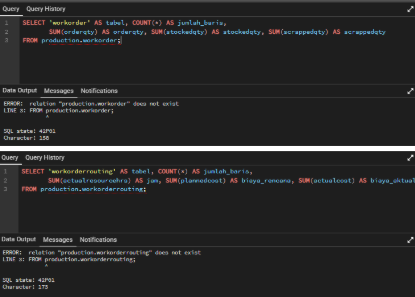 Query Query History
1 SELECT 'workorder' AS tabel, COUNT(*) AS jumlah_baris,
2 SUM(orderqty) AS orderqty, SUM(stockedqty) AS stockedqty, SUM(scrappedqty) AS scrappedqty
3 FROM production.workorder;
Data Output Messages Notifications
ERROR: relation "production.workorder" does not exist
LINE 3: FROM production.workorder;
^
SQL state: 42P01
Character: 158
Query Query History
1 SELECT 'workorderrouting' AS tabel, COUNT(*) AS jumlah_baris,
2 SUM(actualresourcehrs) AS jam, SUM(plannedcost) AS biaya_rencana, SUM(actualcost) AS biaya_aktual
3 FROM production.workorderrouting;
Data Output Messages Notifications
ERROR: relation "production.workorderrouting" does not exist
LINE 3: FROM production.workorderrouting;
^
SQL state: 42P01
Character: 173